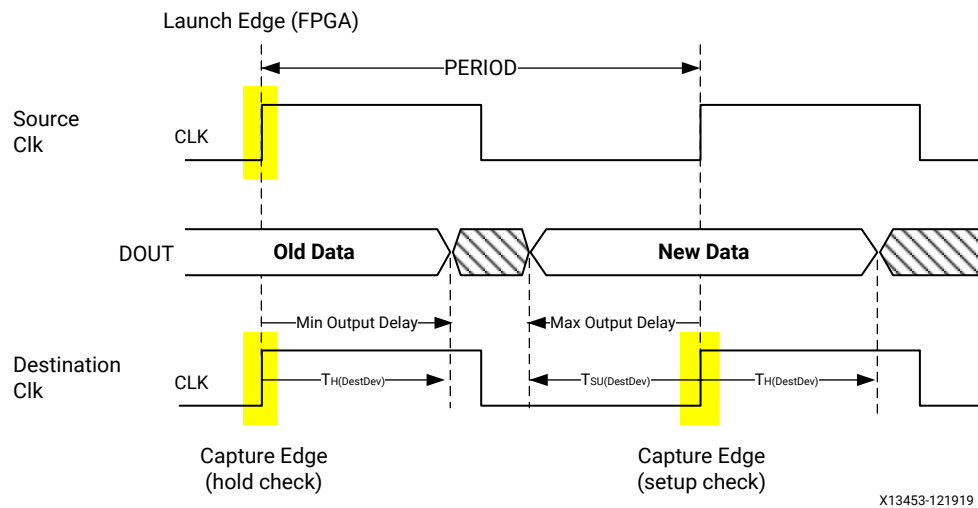 Launch Edge (FPGA)
PERIOD
Source
Clk
CLK
DOUT
Old Data
New Data
Min Output Delay
Max Output Delay
Destination
Clk
CLK
TH(DestDev)
TSU(DestDev)
TH(DestDev)
Capture Edge
(hold check)
Capture Edge
(setup check)
X13453-121919